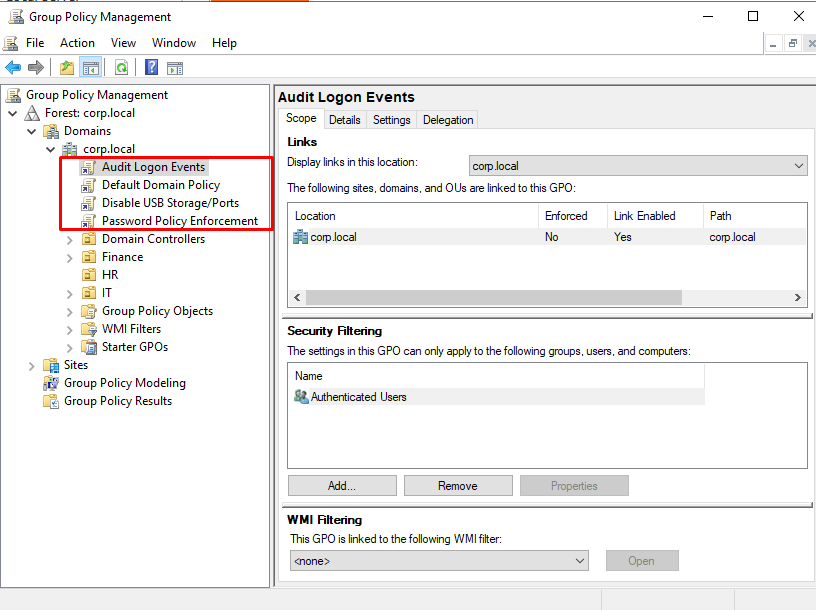 Group Policy Management
File Action View Window Help
Group Policy Management
Forest: corp.local
Domains
corp.local
Audit Logon Events
Default Domain Policy
Disable USB Storage/Ports
Password Policy Enforcement
Domain Controllers
Finance
HR
IT
Group Policy Objects
WMI Filters
Starter GPOs
Sites
Group Policy Modeling
Group Policy Results
Audit Logon Events
Scope Details Settings Delegation
Links
Display links in this location: corp.local
The following sites, domains, and OUs are linked to this GPO:
Location Enforced Link Enabled Path
corp.local No Yes corp.local
Security Filtering
The settings in this GPO can only apply to the following groups, users, and computers:
Name
Authenticated Users
Add... Remove Properties
WMI Filtering
This GPO is linked to the following WMI filter:
<none> Open